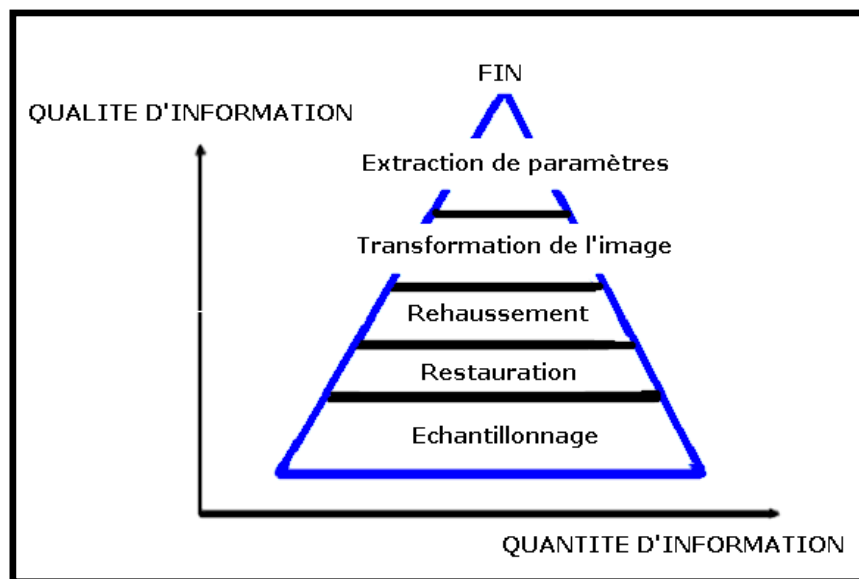 FIN
QUALITE D'INFORMATION
Extraction de paramètres
Transformation de l'image
Rehaussement
Restauration
Echantillonnage
QUANTITE D'INFORMATION